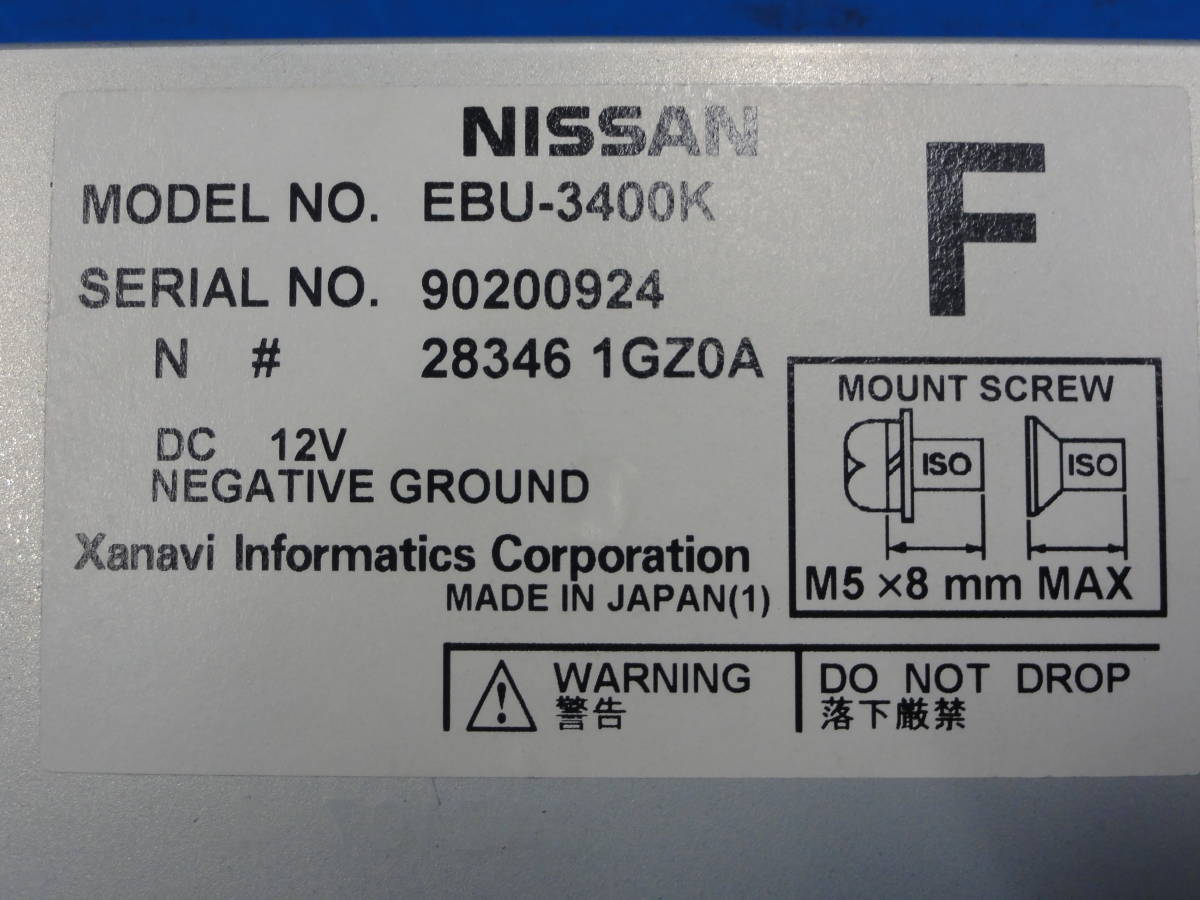 NISSAN
F
MODEL NO. EBU-3400K
SERIAL NO. 90200924
N # 28346 1GZ0A
DC 12V
NEGATIVE GROUND
Xanavi Informatics Corporation
MADE IN JAPAN(1)
MOUNT SCREW
ISO ISO
M5 ×8 mm MAX
WARNING
警告
DO NOT DROP
落下厳禁